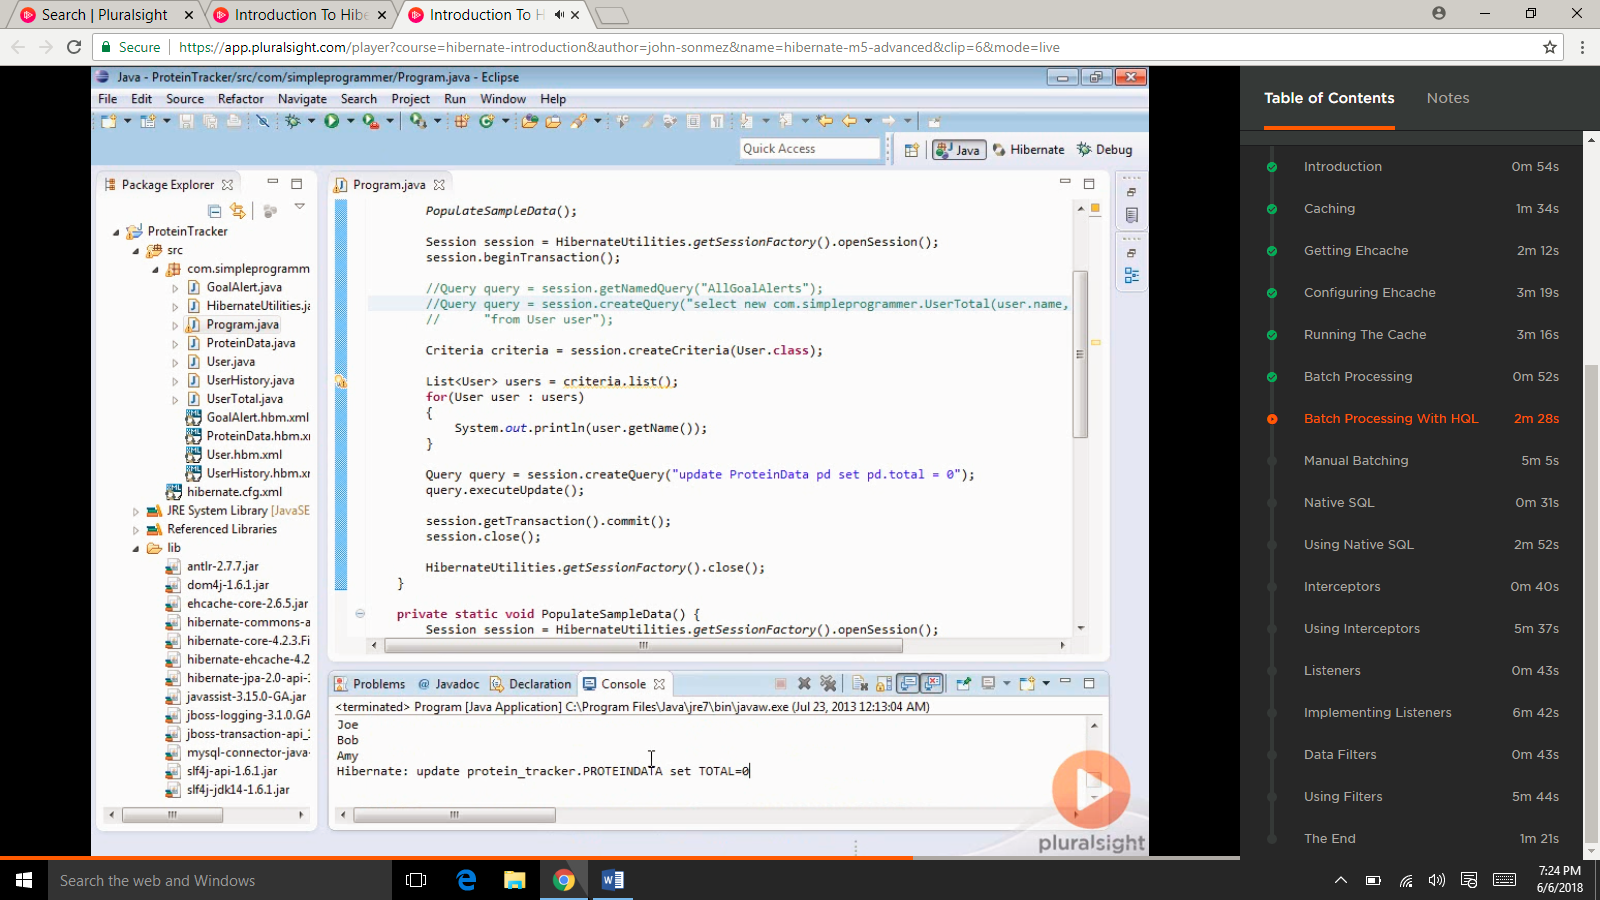 Search | Pluralsight
Introduction To Hibe
Introduction To H
Secure
https://app.pluralsight.com/player?course=hibernate-introduction&author=john-sonmez&name=hibernate-m5-advanced&clip=6&mode=live
Java - ProteinTracker/src/com/simpleprogrammer/Program.java - Eclipse
File Edit Source Refactor Navigate Search Project Run Window Help
Quick Access
Java Hibernate Debug
Package Explorer
ProteinTracker
src
com.simpleprogramm
GoalAlert.java
HibernateUtilities.ja
Program.java
ProteinData.java
User.java
UserHistory.java
UserTotal.java
GoalAlert.hbm.xml
ProteinData.hbm.xr
User.hbm.xml
UserHistory.hbm.xr
hibernate.cfg.xml
JRE System Library [JavaSE
Referenced Libraries
lib
antlr-2.7.7.jar
dom4j-1.6.1.jar
ehcache-core-2.6.5.jar
hibernate-commons-a
hibernate-core-4.2.3.Fi
hibernate-ehcache-4.2
hibernate-jpa-2.0-api-1
javassist-3.15.0-GA.jar
jboss-logging-3.1.0.GA
jboss-transaction-api_
mysql-connector-java-
slf4j-api-1.6.1.jar
slf4j-jdk14-1.6.1.jar
Program.java
PopulateSampleData();
Session session = HibernateUtilities.getSessionFactory().openSession();
session.beginTransaction();
//Query query = session.getNamedQuery("AllGoalAlerts");
//Query query = session.createQuery("select new com.simpleprogrammer.UserTotal(user.name,
// "from User user");
Criteria criteria = session.createCriteria(User.class);
List<User> users = criteria.list();
for(User user : users)
{
System.out.println(user.getName());
}
Query query = session.createQuery("update ProteinData pd set pd.total = 0");
query.executeUpdate();
session.getTransaction().commit();
session.close();
HibernateUtilities.getSessionFactory().close();
}
private static void PopulateSampleData() {
Session session = HibernateUtilities.getSessionFactory().openSession();
Problems Javadoc Declaration Console
<terminated> Program [Java Application] C:\Program Files\Java\jre7\bin\javaw.exe (Jul 23, 2013 12:13:04 AM)
Joe
Bob
Amy
Hibernate: update protein_tracker.PROTEINDATA set TOTAL=0
pluralsight
Table of Contents Notes
Introduction 0m 54s
Caching 1m 34s
Getting Ehcache 2m 12s
Configuring Ehcache 3m 19s
Running The Cache 3m 16s
Batch Processing 0m 52s
Batch Processing With HQL 2m 28s
Manual Batching 5m 5s
Native SQL 0m 31s
Using Native SQL 2m 52s
Interceptors 0m 40s
Using Interceptors 5m 37s
Listeners 0m 43s
Implementing Listeners 6m 42s
Data Filters 0m 43s
Using Filters 5m 44s
The End 1m 21s
Search the web and Windows
7:24 PM
6/6/2018